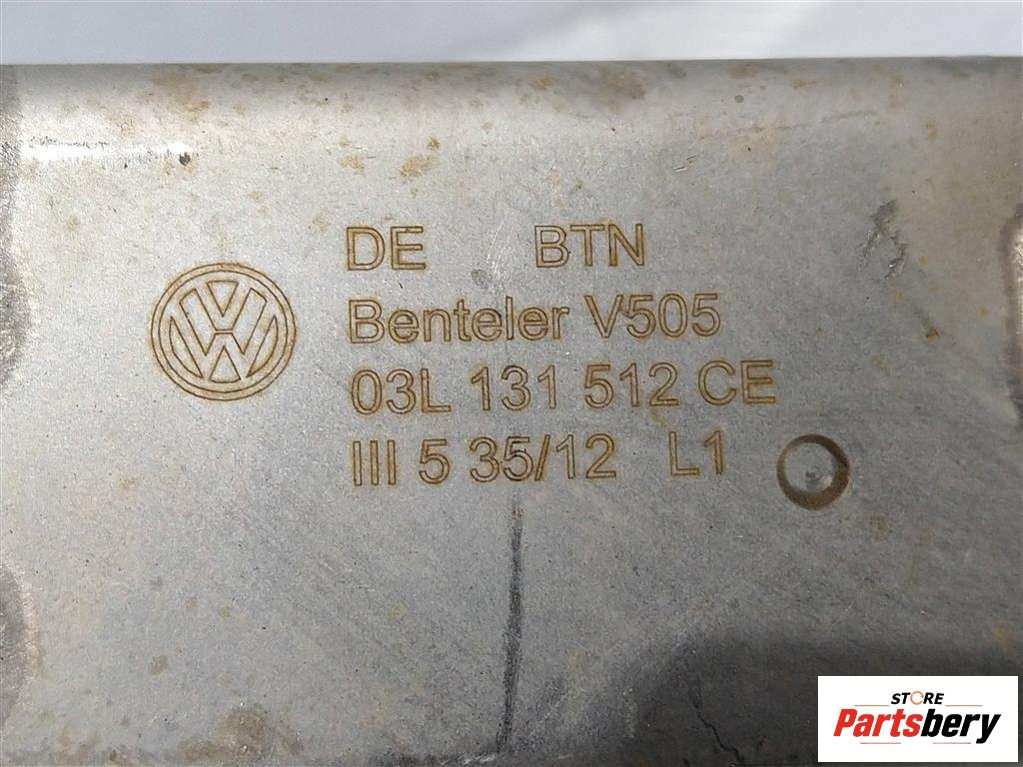 DE BTN
Benteler V505
03L 131 512 CE
III 5 35/12 L1
STORE
Partsbery